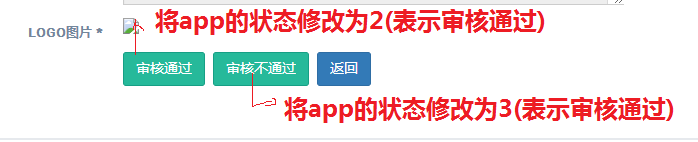 将app的状态修改为2(表示审核通过)
LOGO图片 *
审核通过 审核不通过 返回
将app的状态修改为3(表示审核通过)